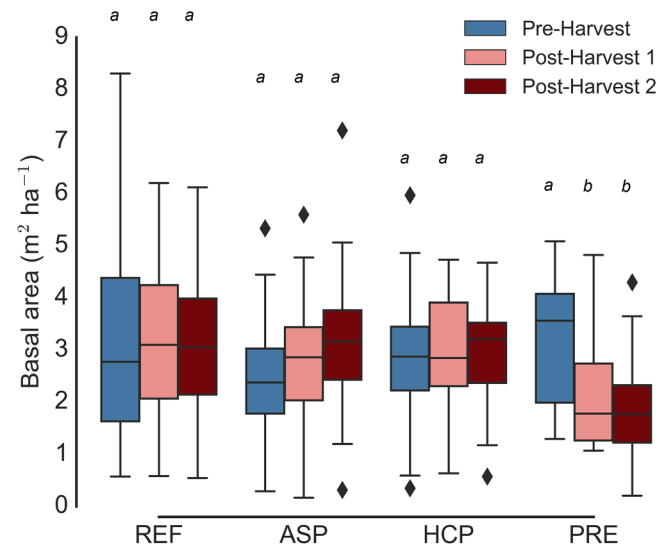 a a a
Pre-Harvest
Post-Harvest 1
Post-Harvest 2
a a a
a a a
a b b
9
8
7
6
5
4
3
2
1
0
Basal area (m² ha⁻¹)
REF ASP HCP PRE